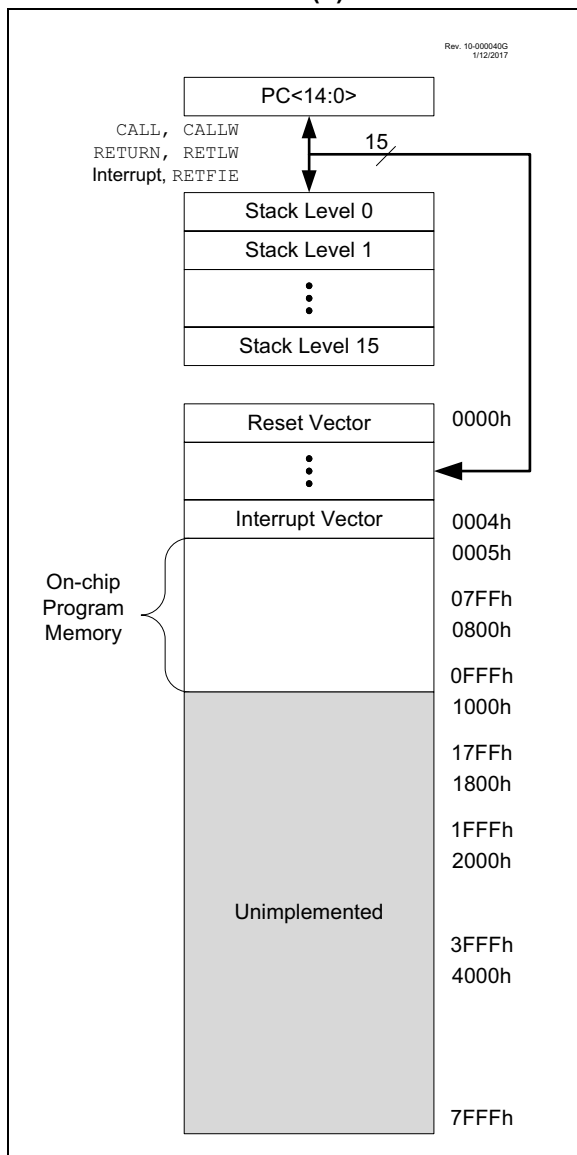 Rev. 10-000040G
1/12/2017
PC<14:0>
CALL, CALLW
RETURN, RETLW
Interrupt, RETFIE
15
Stack Level 0
Stack Level 1
Stack Level 15
Reset Vector
0000h
Interrupt Vector
0004h
0005h
On-chip
Program
Memory
07FFh
0800h
0FFFh
1000h
17FFh
1800h
1FFFh
2000h
Unimplemented
3FFFh
4000h
7FFFh